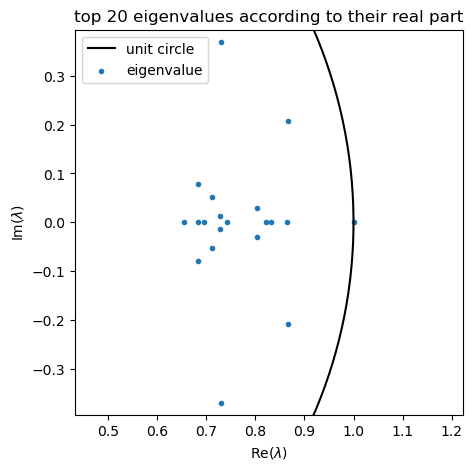 top 20 eigenvalues according to their real part
unit circle
eigenvalue
0.3
0.2
0.1
0.0
−0.1
−0.2
−0.3
Im(λ)
0.5 0.6 0.7 0.8 0.9 1.0 1.1 1.2
Re(λ)